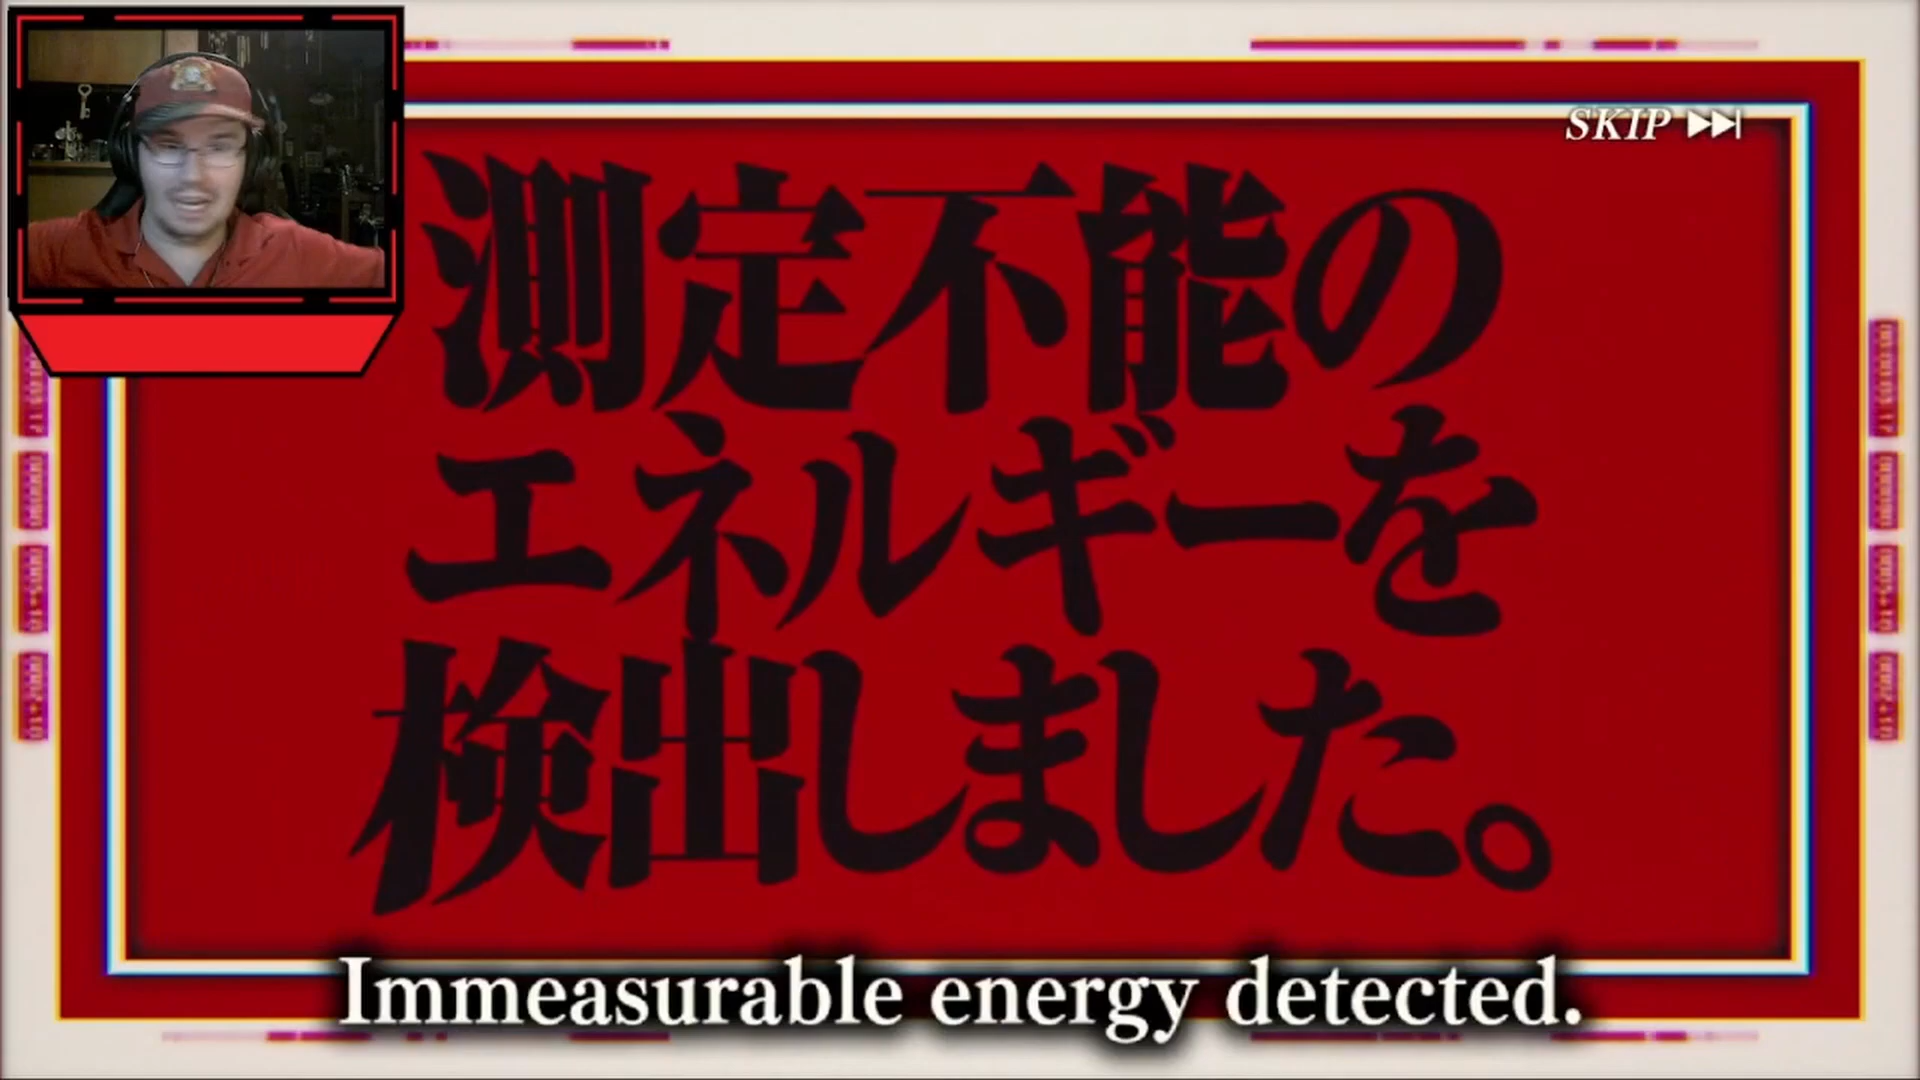 SKIP
測定不能の
エネルギーを
検出しました。
Immeasurable energy detected.